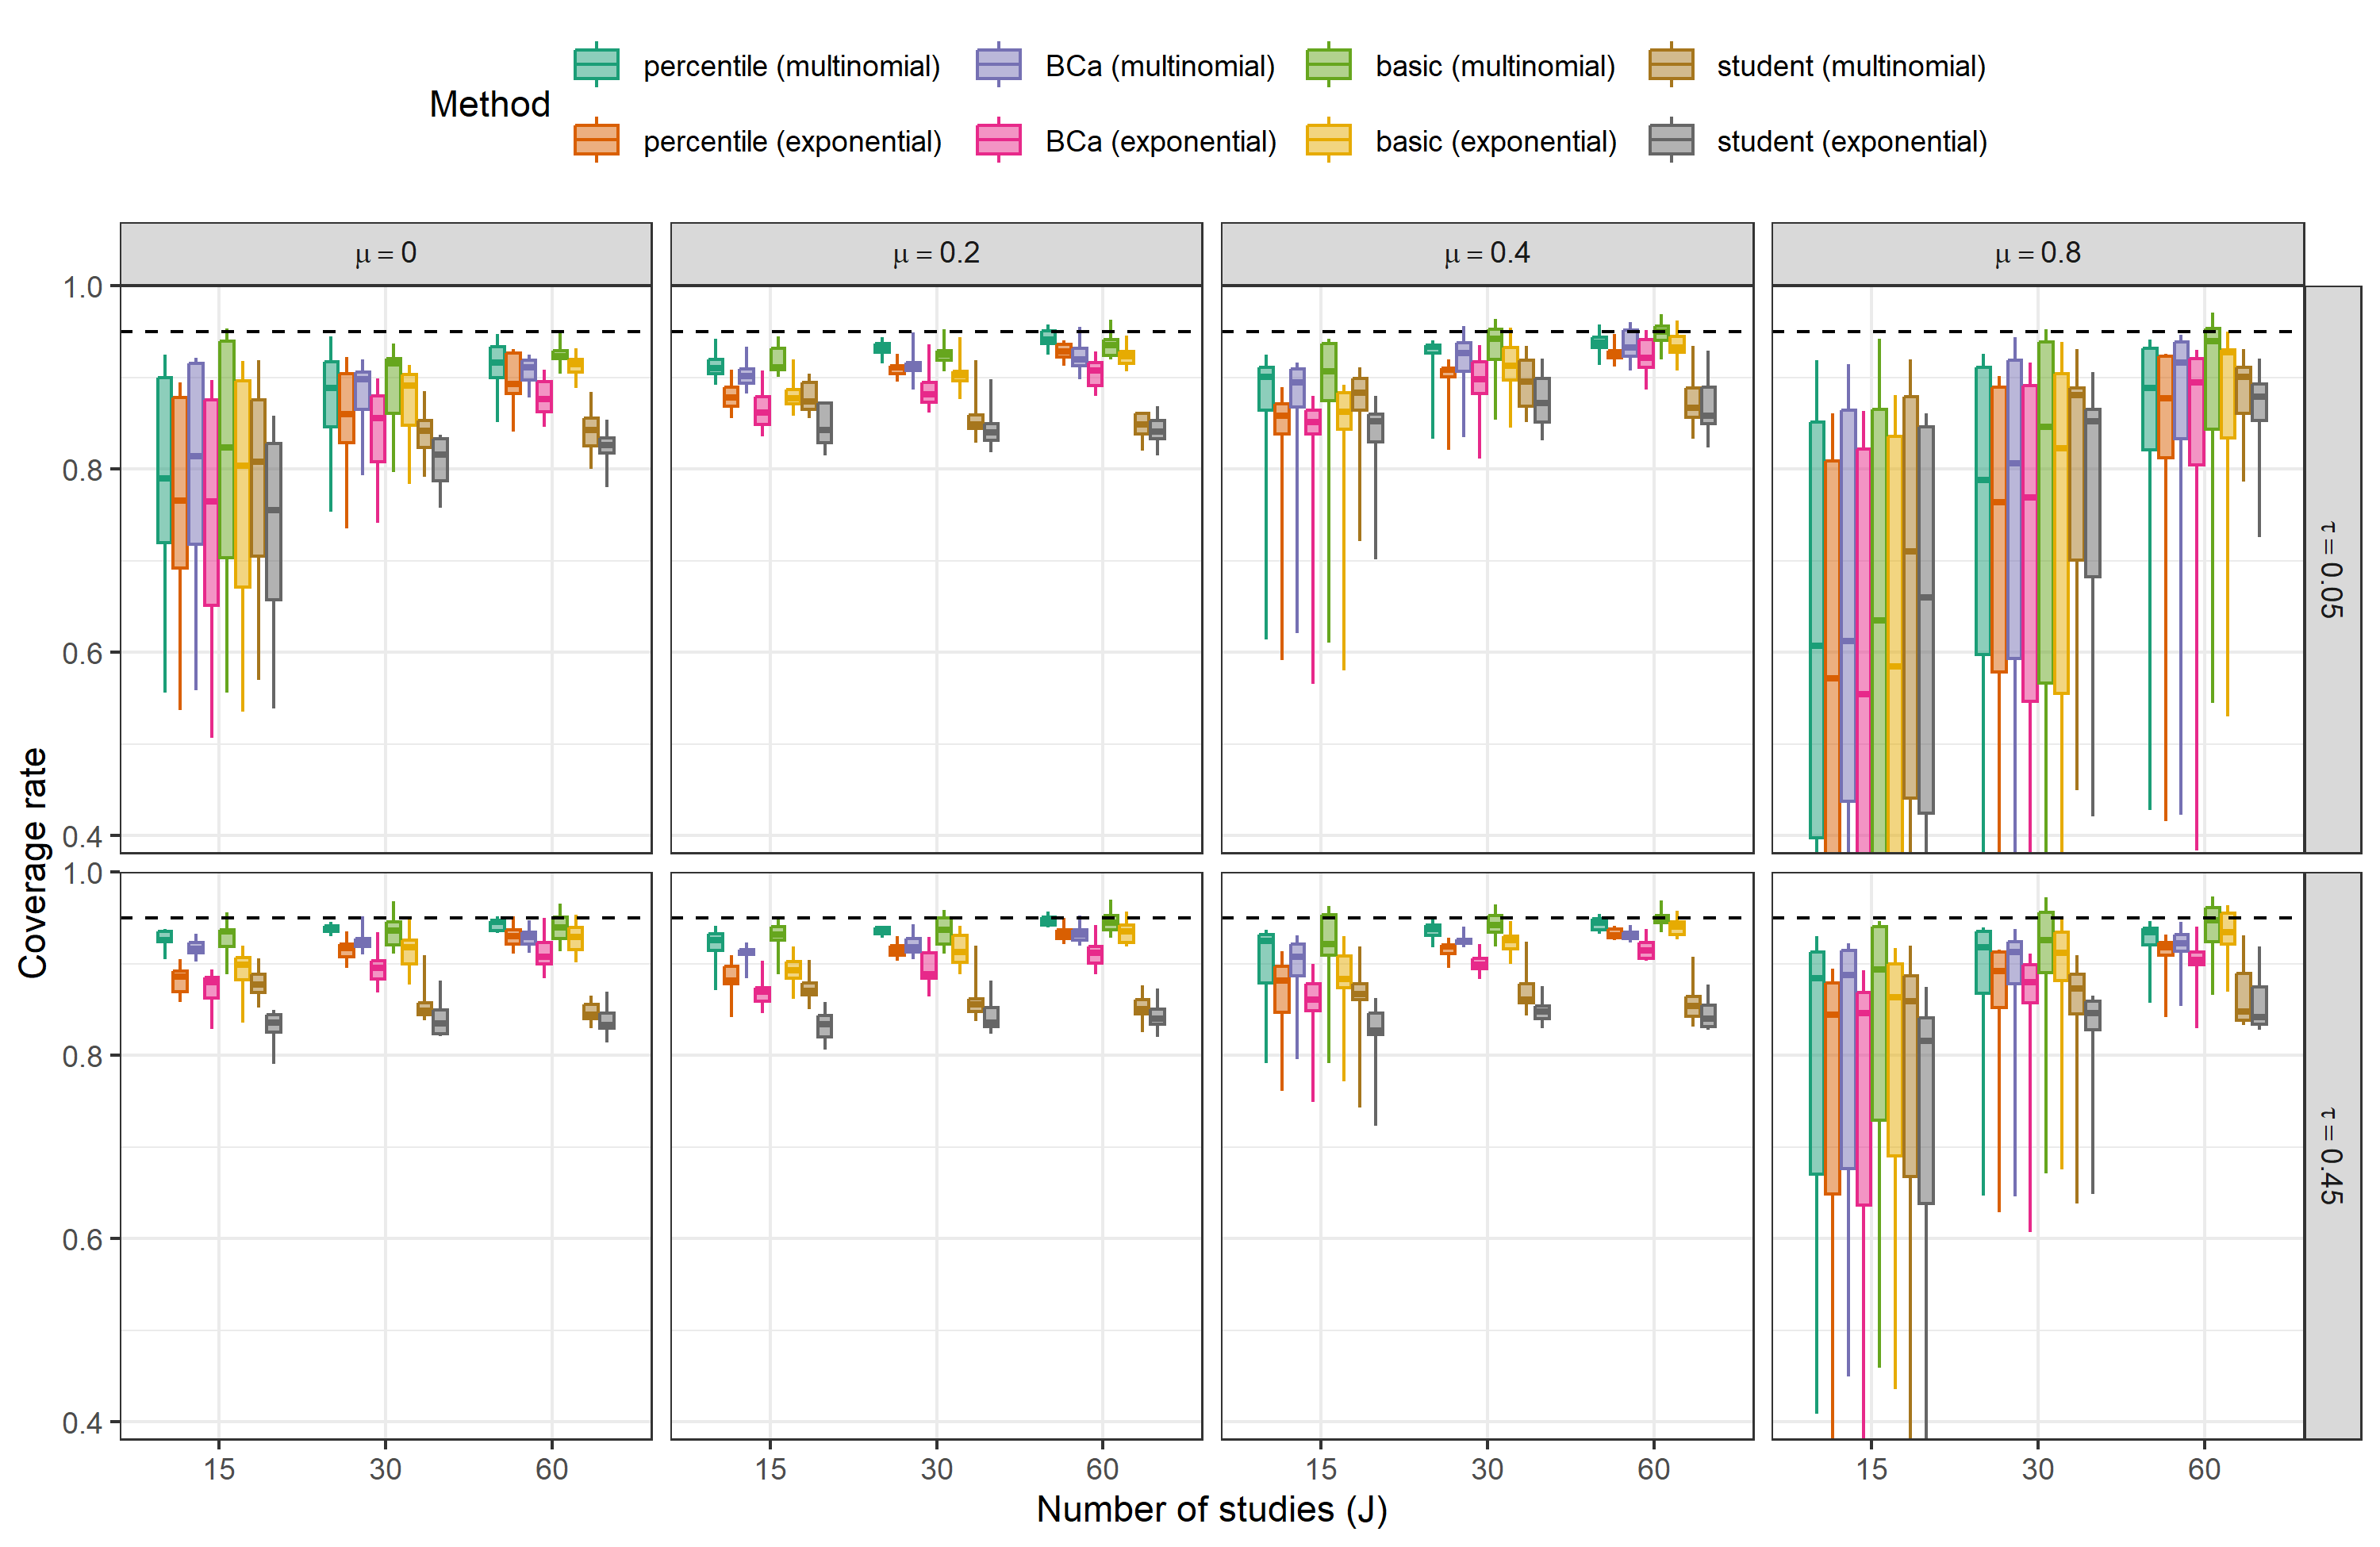 Method
percentile (multinomial) BCa (multinomial) basic (multinomial) student (multinomial)
percentile (exponential) BCa (exponential) basic (exponential) student (exponential)
μ = 0 μ = 0.2 μ = 0.4 μ = 0.8
1.0
0.8
0.6
0.4
τ = 0.05
Coverage rate
1.0
0.8
0.6
0.4
τ = 0.45
15 30 60 15 30 60 15 30 60 15 30 60
Number of studies (J)